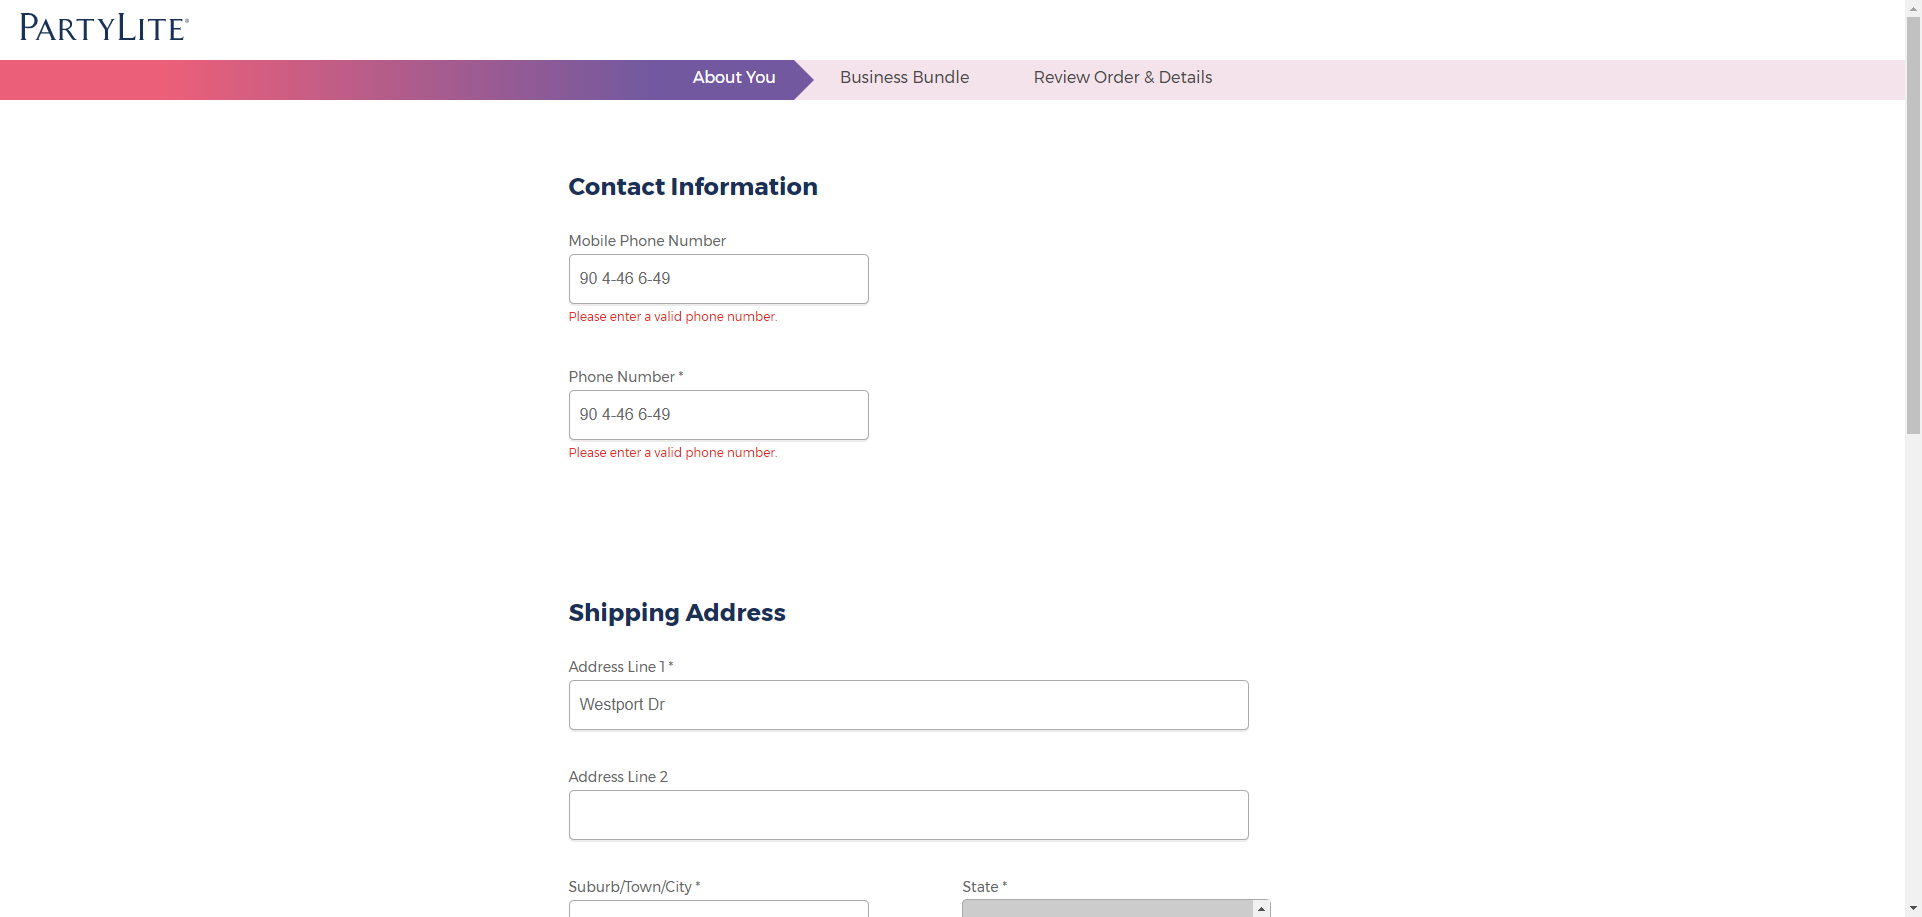 PARTYLITE®
About You
Business Bundle
Review Order & Details
Contact Information
Mobile Phone Number
90 4-46 6-49
Please enter a valid phone number.
Phone Number *
90 4-46 6-49
Please enter a valid phone number.
Shipping Address
Address Line 1 *
Westport Dr
Address Line 2
Suburb/Town/City *
State *